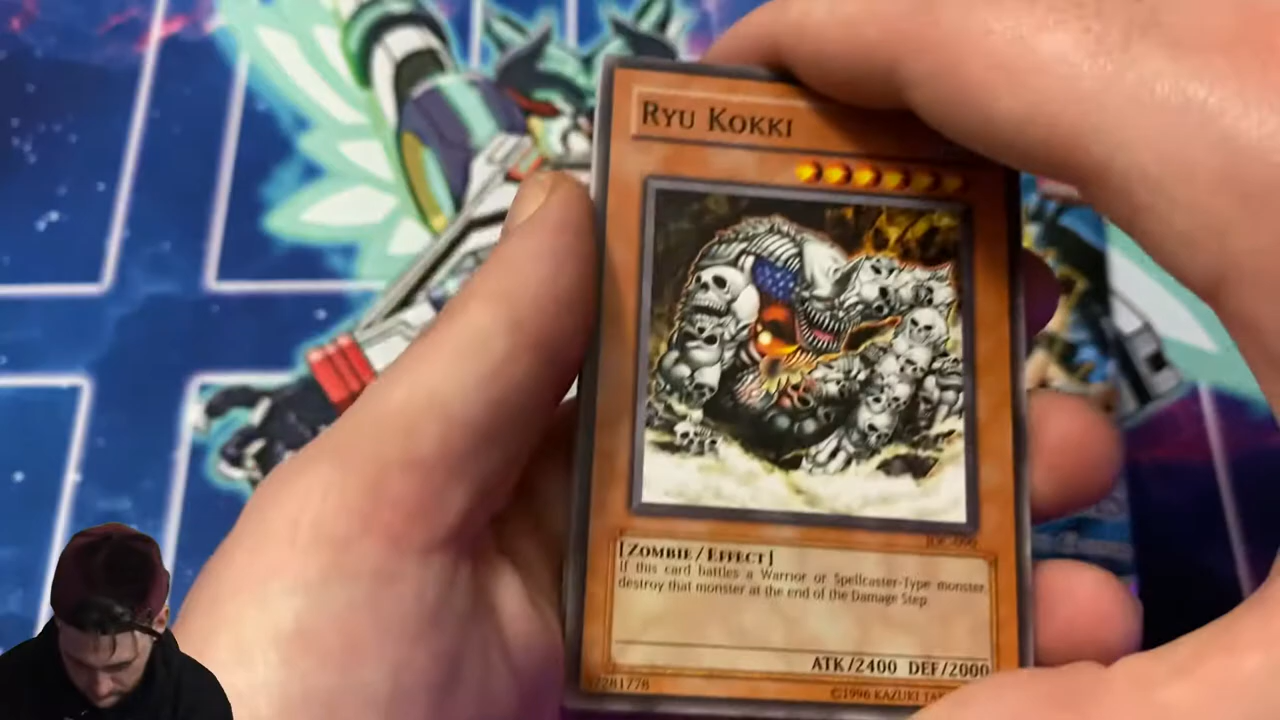 RYU KOKKI
[ZOMBIE/EFFECT]
If this card battles a Warrior or Spellcaster-Type monster,
destroy that monster at the end of the Damage Step.
ATK/2400 DEF/2000
©1996 KAZUKI